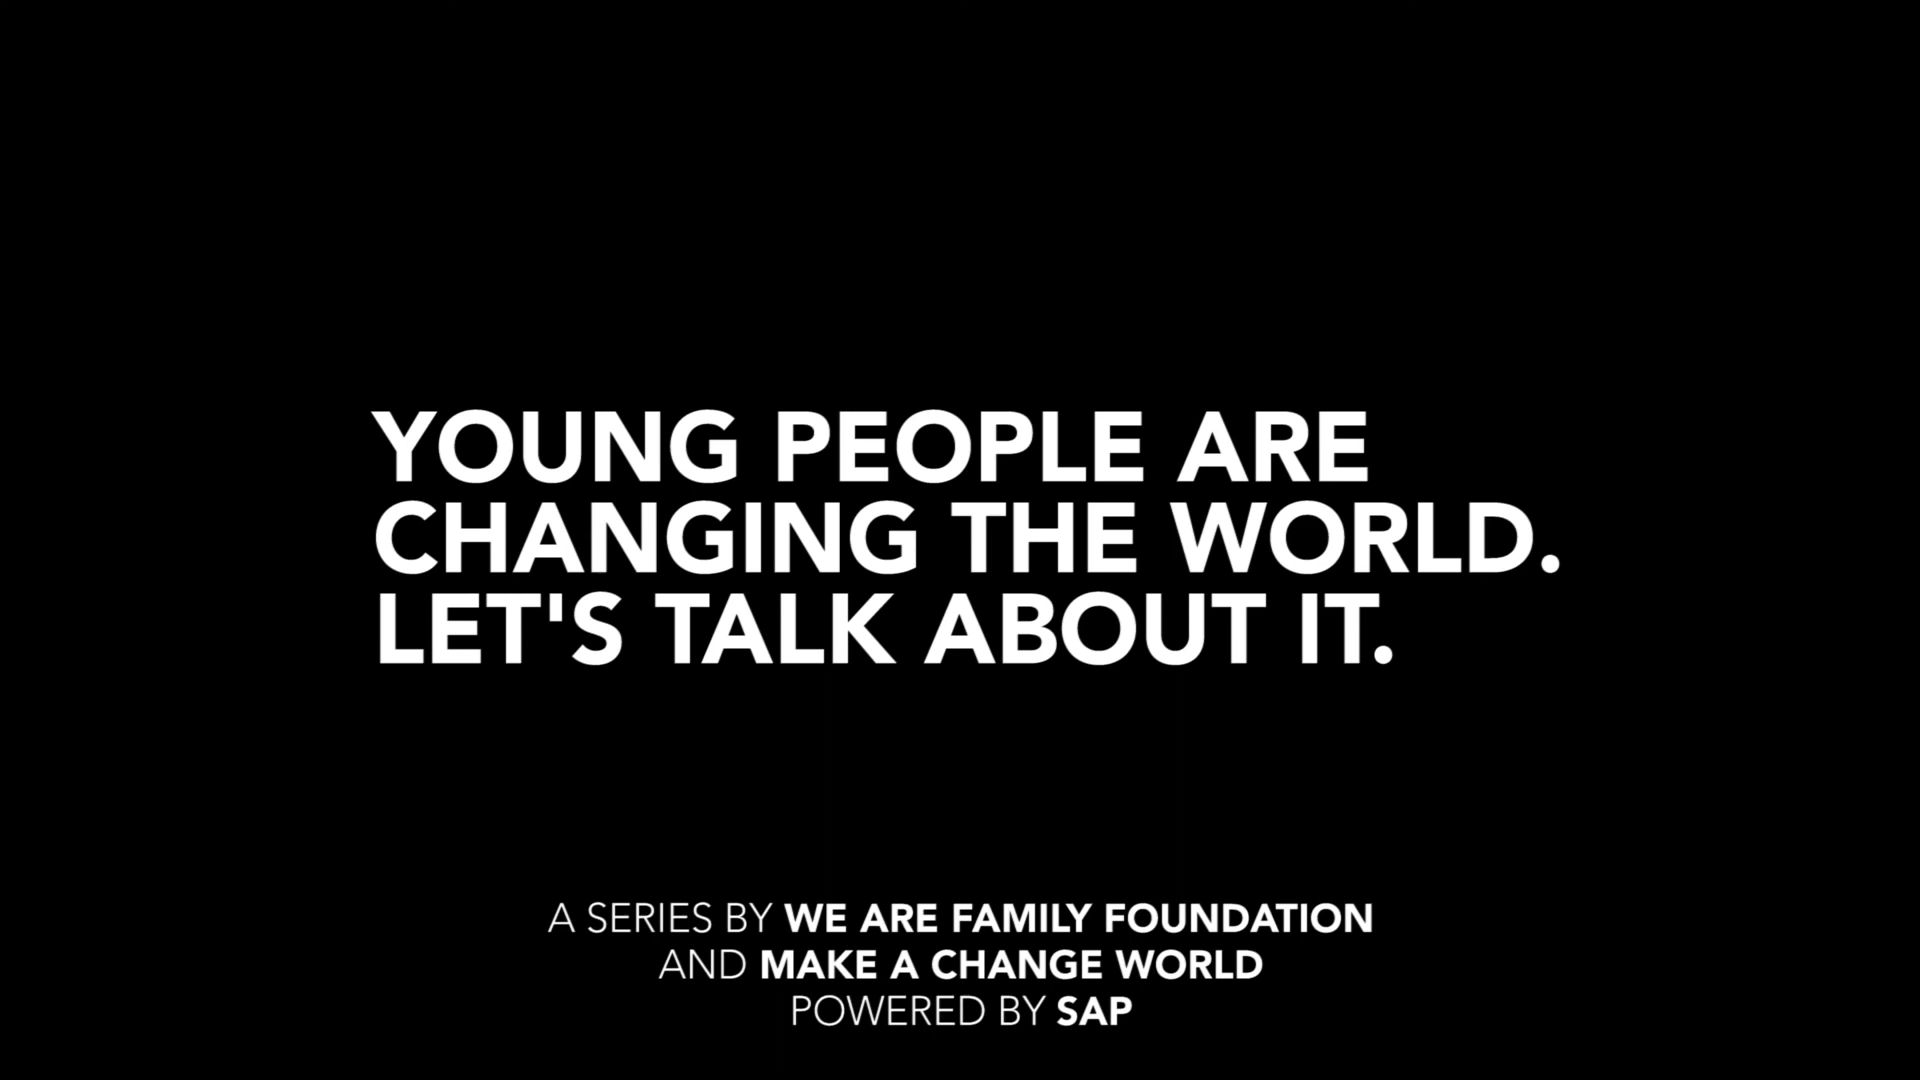 YOUNG PEOPLE ARE
CHANGING THE WORLD.
LET'S TALK ABOUT IT.
A SERIES BY WE ARE FAMILY FOUNDATION
AND MAKE A CHANGE WORLD
POWERED BY SAP